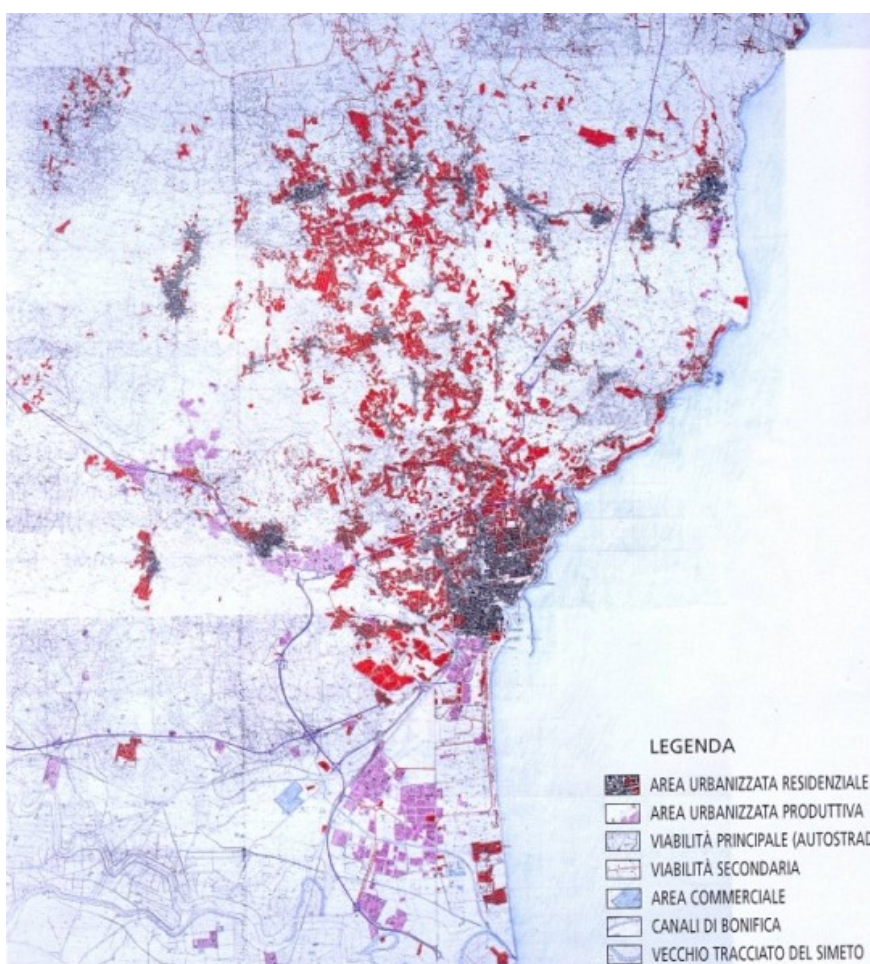 LEGENDA
AREA URBANIZZATA RESIDENZIALE
AREA URBANIZZATA PRODUTTIVA
VIABILITÀ PRINCIPALE (AUTOSTRAD
VIABILITÀ SECONDARIA
AREA COMMERCIALE
CANALI DI BONIFICA
VECCHIO TRACCIATO DEL SIMETO